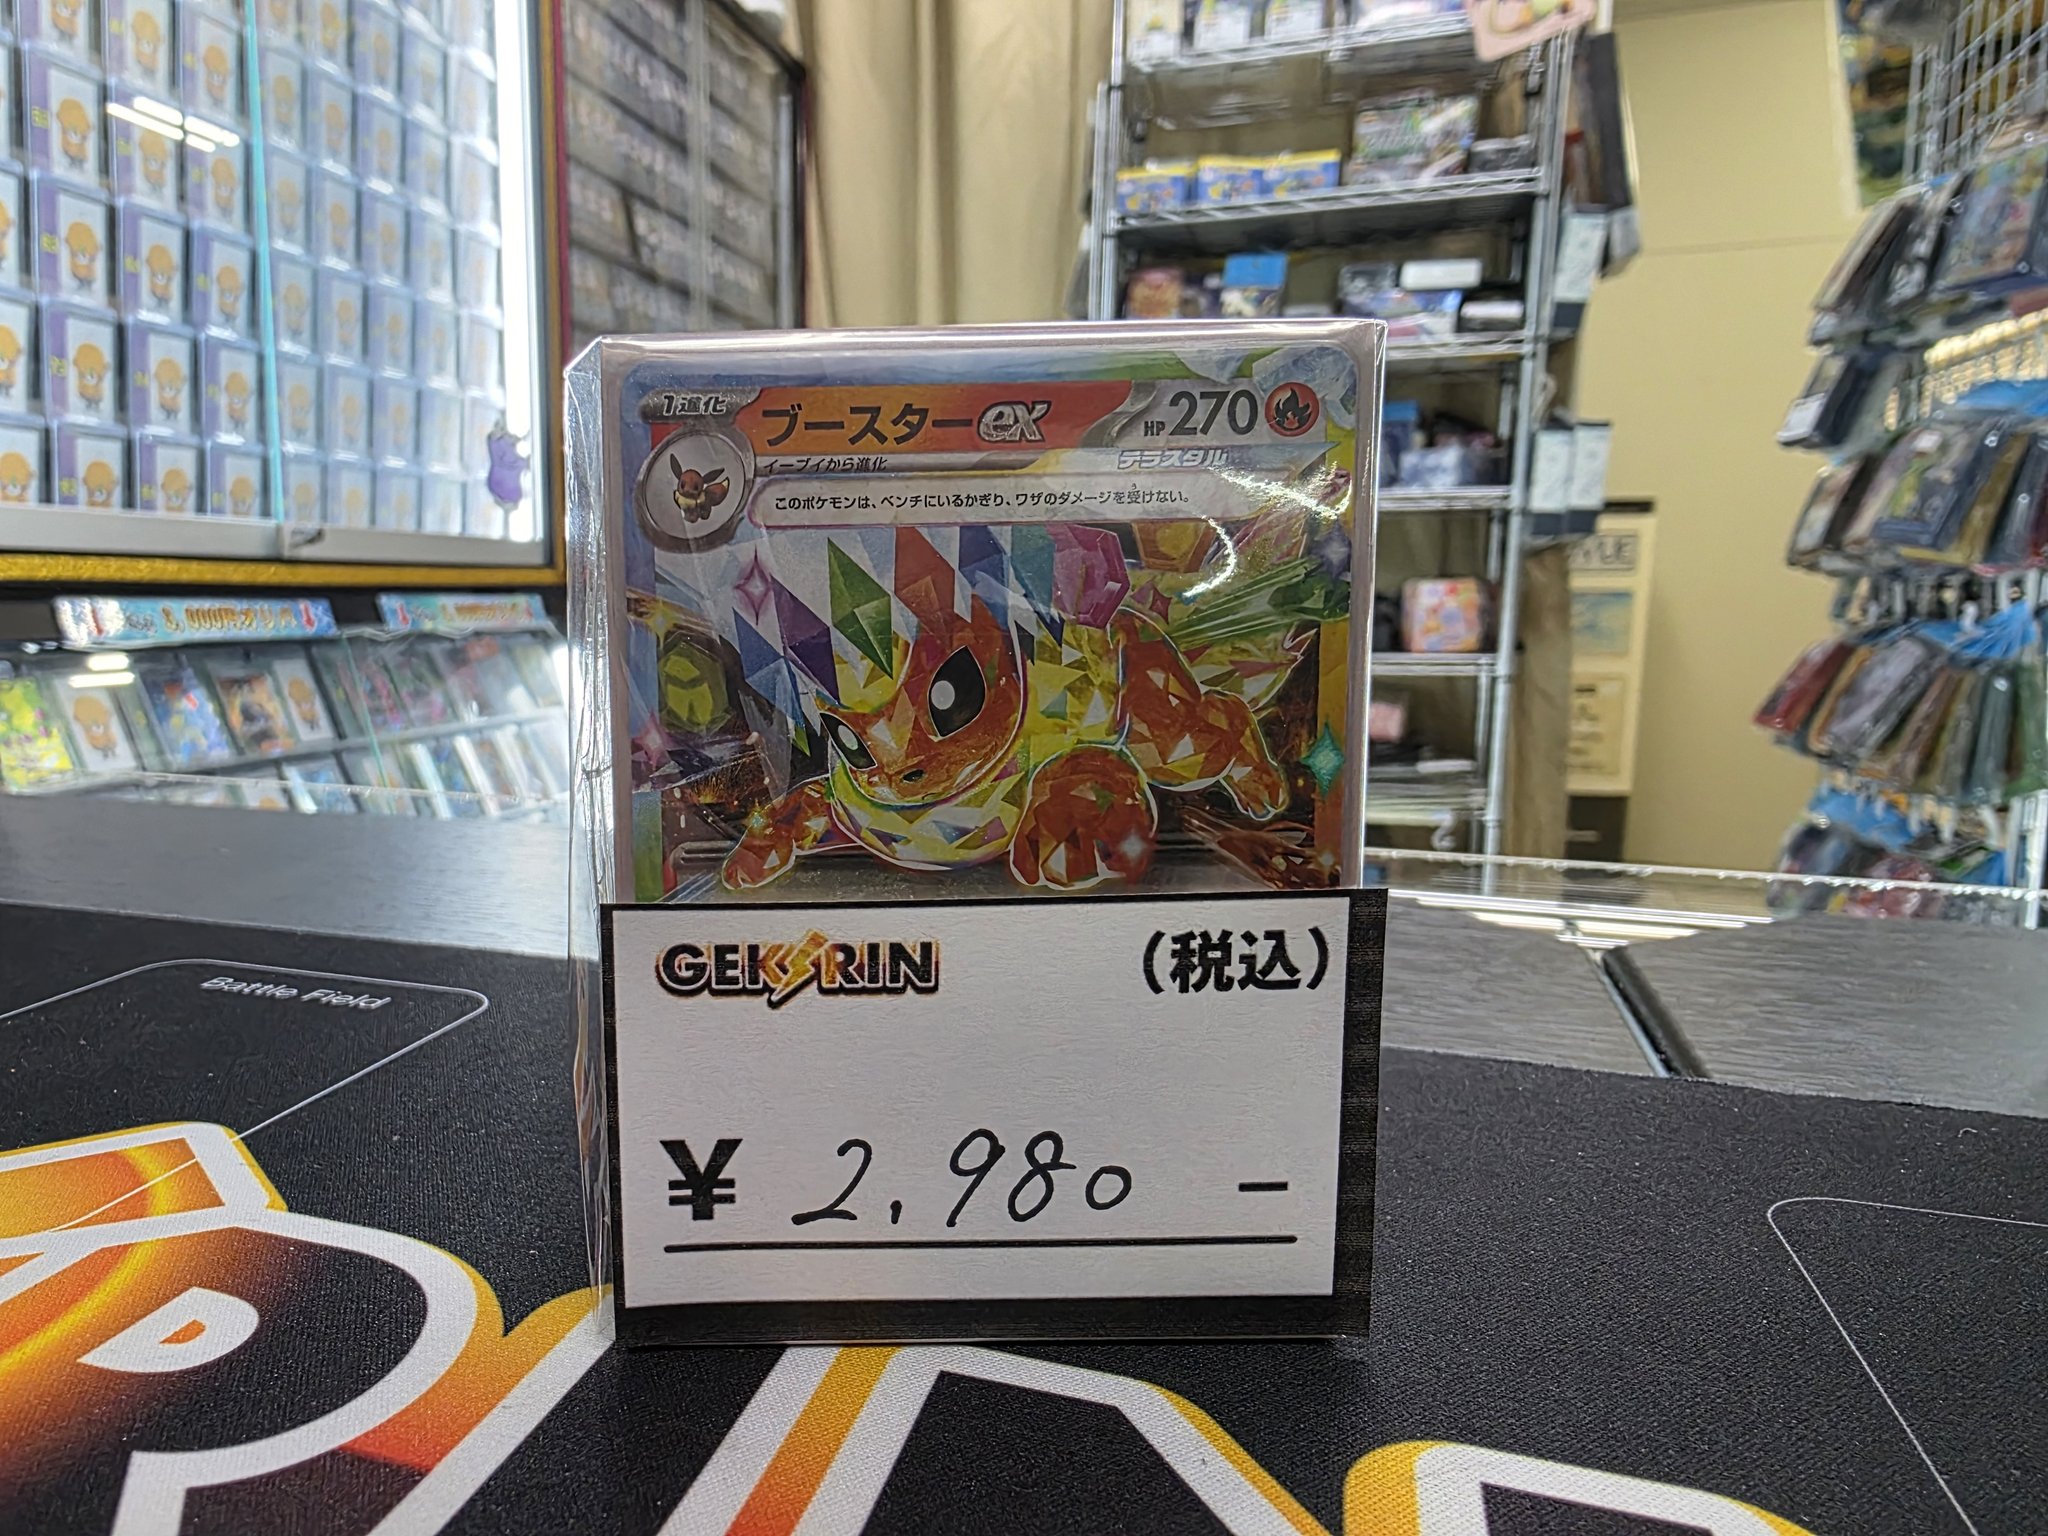 1進化
ブースターex
HP270
イーブイから進化
テラスタル
このポケモンは、ベンチにいるかぎり、ワザのダメージを受けない。
GEKIRIN
(税込)
¥ 2.980 -
Battle Field